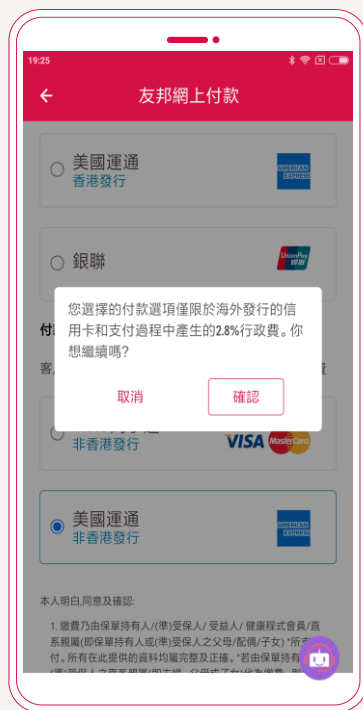 19:25
友邦網上付款
美國運通
香港發行
AMERICAN EXPRESS
銀聯
UnionPay
银联
您選擇的付款選項僅限於海外發行的信
用卡和支付過程中產生的2.8%行政費。你
想繼續嗎?
取消
確認
付
客
非香港發行
VISA
MasterCard
美國運通
非香港發行
AMERICAN EXPRESS
本人明白,同意及確認:
1. 繳費乃由保單持有人/(準)受保人/ 受益人/ 健康程式會員/直
系親屬(即保單持有人或(準)受保人之父母/配偶/子女) *所支
付。所有在此提供的資料均屬完整及正確。*若由保單持有